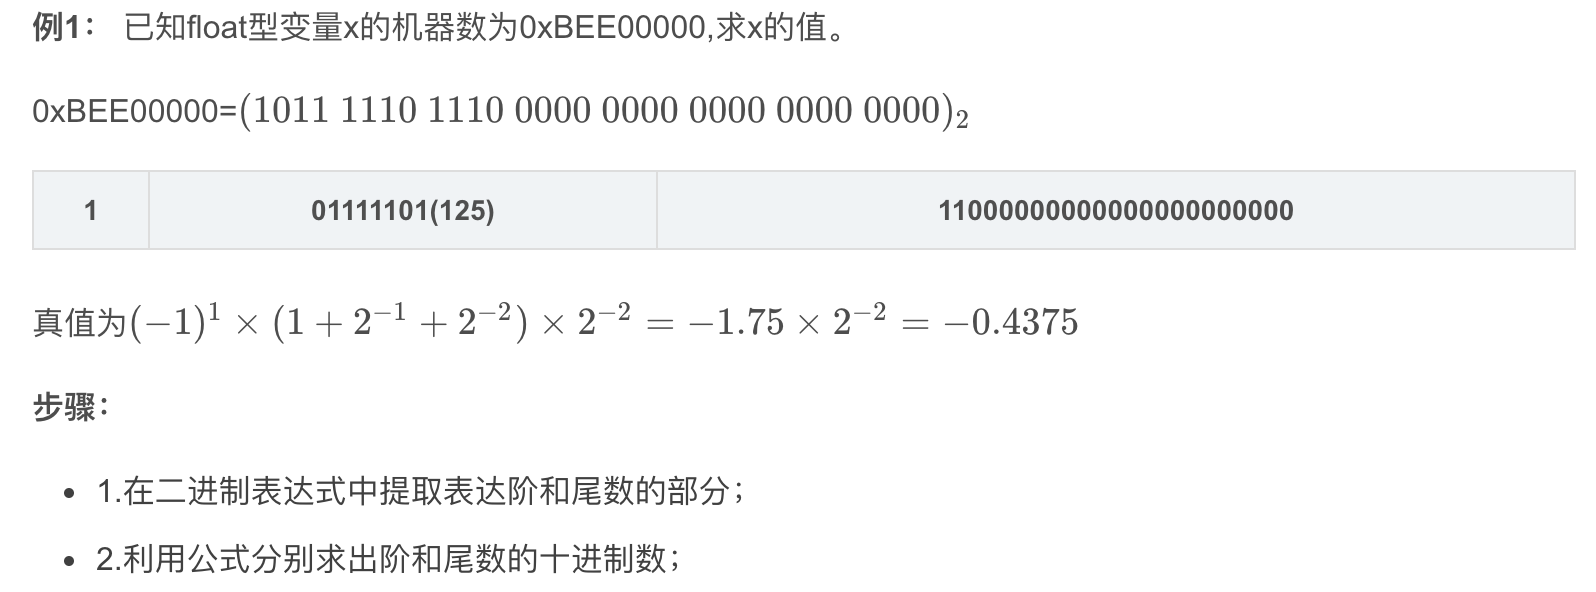 例1： 已知float型变量x的机器数为0xBEE00000,求x的值。
0xBEE00000=(1011 1110 1110 0000 0000 0000 0000 0000)₂
1 01111101(125) 11000000000000000000000
真值为(−1)¹ × (1 + 2⁻¹ + 2⁻²) × 2⁻² = −1.75 × 2⁻² = −0.4375
步骤：
• 1.在二进制表达式中提取表达阶和尾数的部分；
• 2.利用公式分别求出阶和尾数的十进制数；